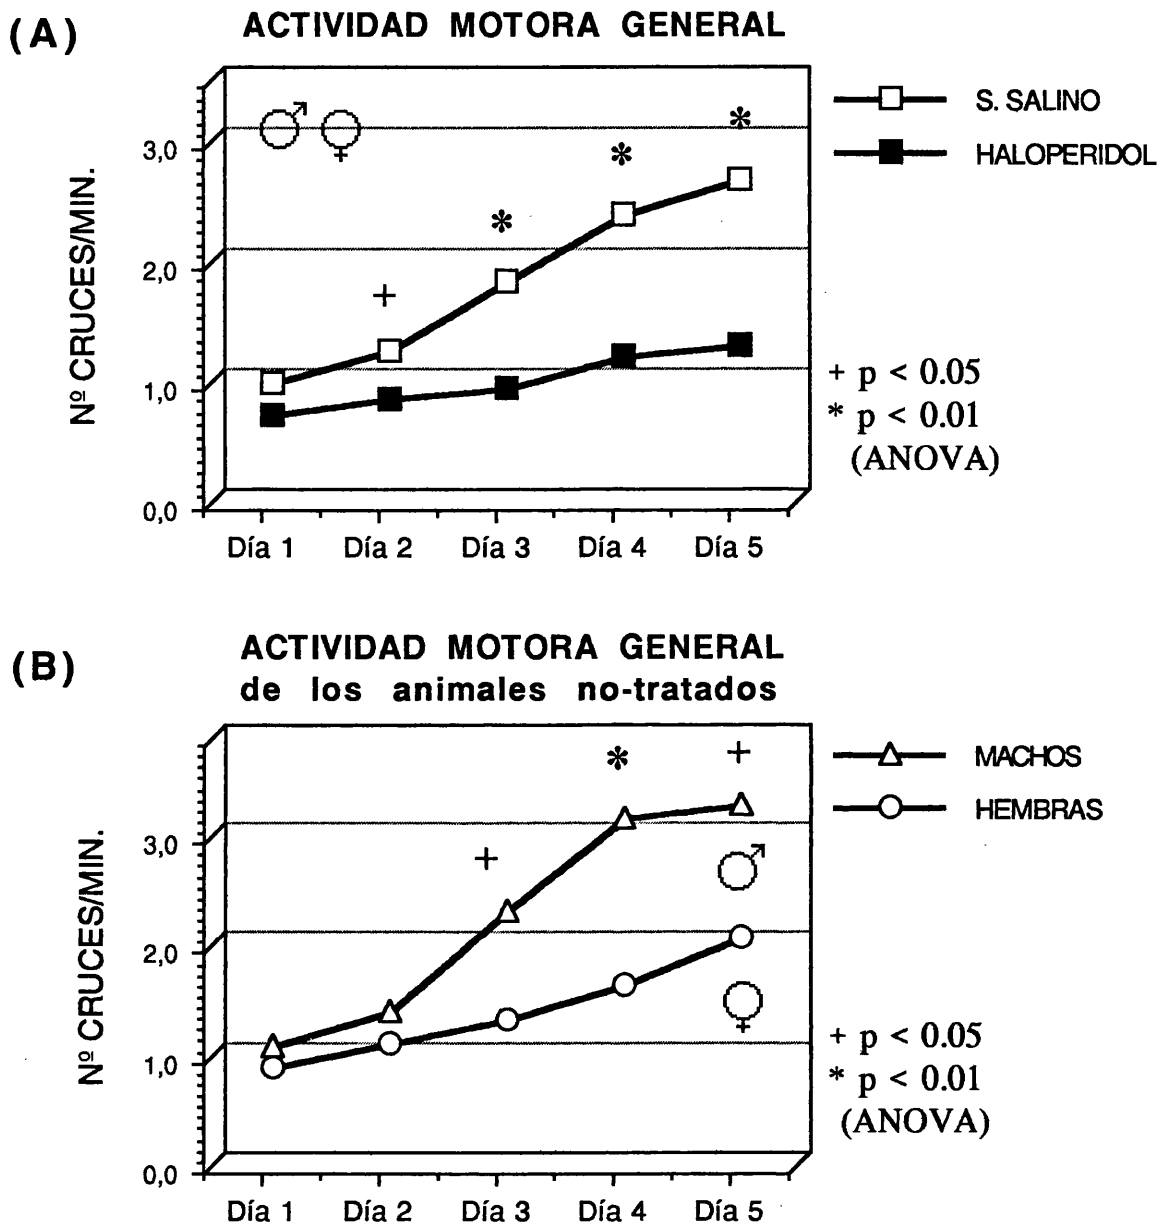 (A)
ACTIVIDAD MOTORA GENERAL
S. SALINO
HALOPERIDOL
Nº CRUCES/MIN.
3,0
2,0
1,0
0,0
♂ ♀
+
*
*
*
+ p < 0.05
* p < 0.01
(ANOVA)
Día 1 Día 2 Día 3 Día 4 Día 5
(B)
ACTIVIDAD MOTORA GENERAL
de los animales no-tratados
MACHOS
HEMBRAS
Nº CRUCES/MIN.
3,0
2,0
1,0
0,0
+
*
+
♂
♀
+ p < 0.05
* p < 0.01
(ANOVA)
Día 1 Día 2 Día 3 Día 4 Día 5